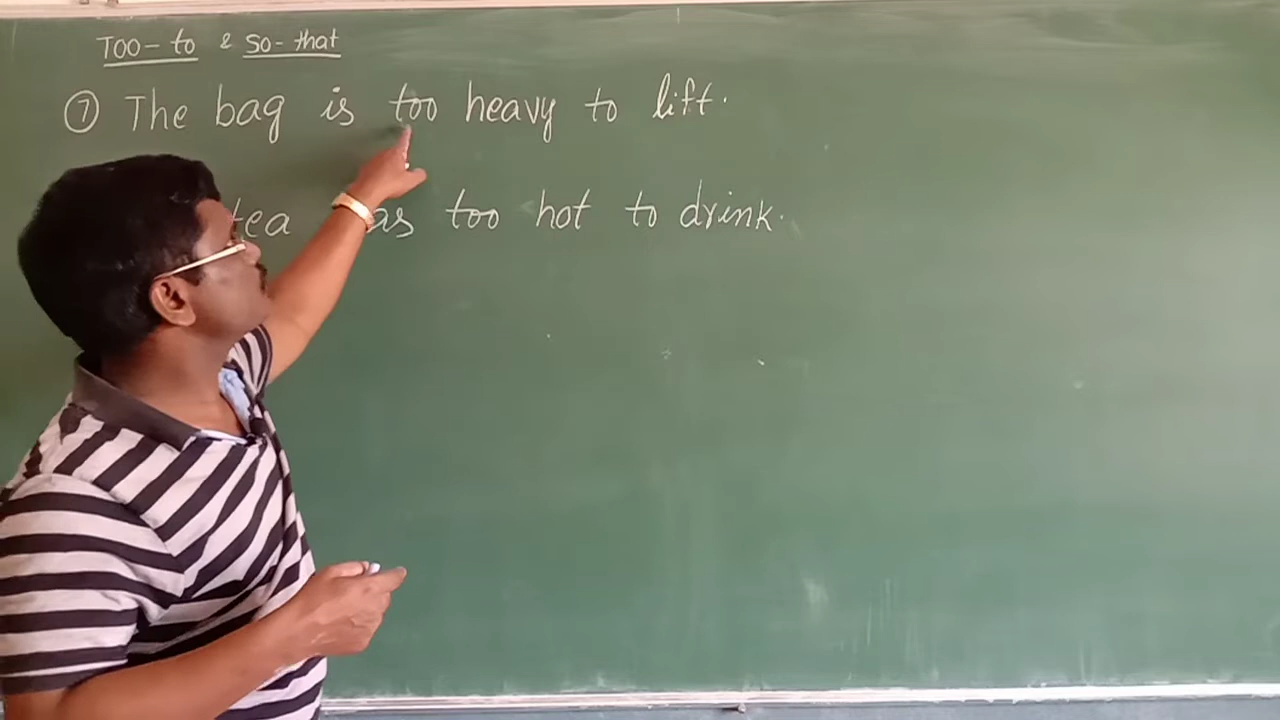 Too-to & so-that
⑦ The bag is too heavy to lift.
tea as too hot to drink.